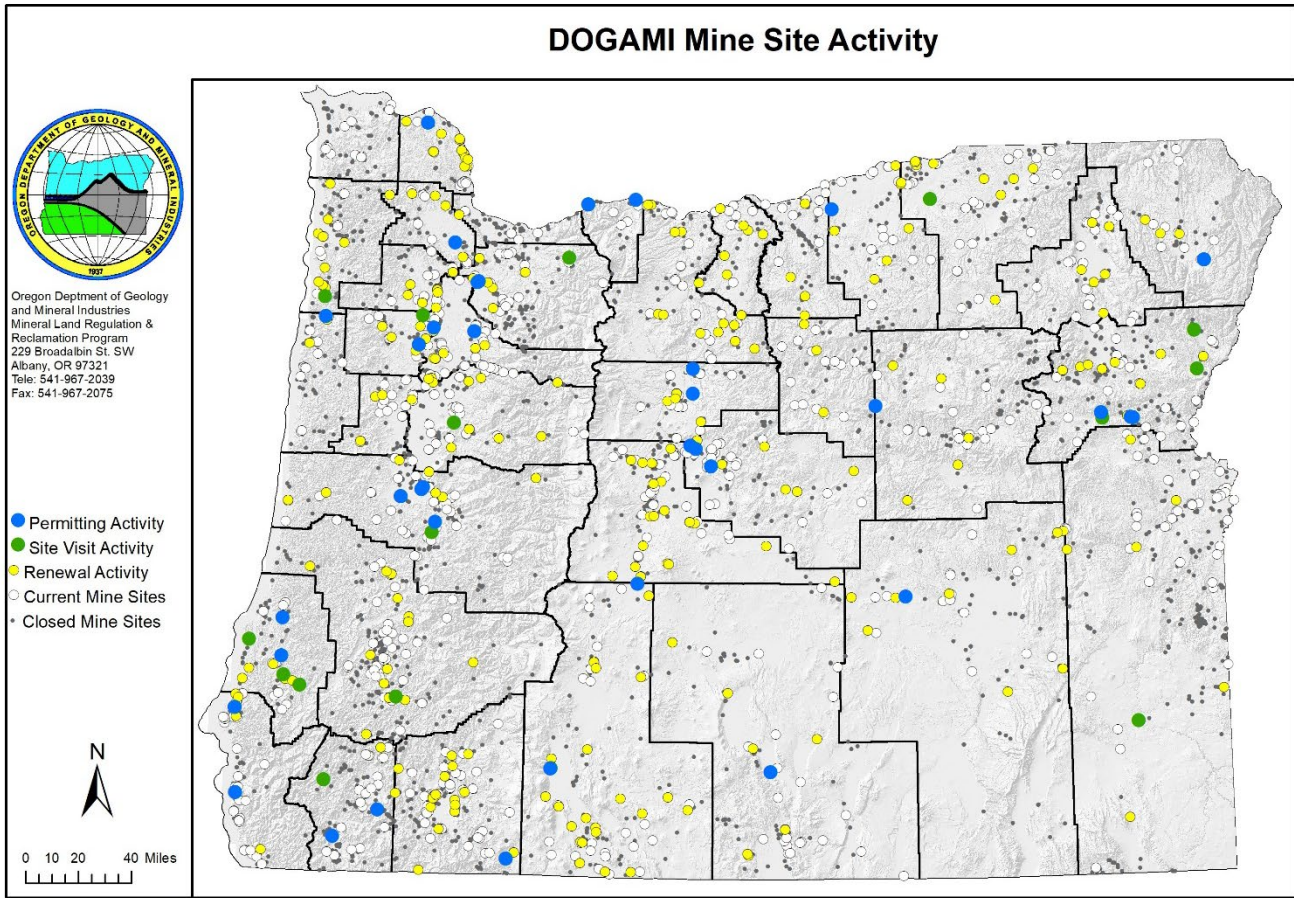 DOGAMI Mine Site Activity
OREGON DEPARTMENT OF GEOLOGY AND MINERAL INDUSTRIES
1937
Oregon Deptment of Geology
and Mineral Industries
Mineral Land Regulation &
Reclamation Program
229 Broadalbin St. SW
Albany, OR 97321
Tele: 541-967-2039
Fax: 541-967-2075
Permitting Activity
Site Visit Activity
Renewal Activity
Current Mine Sites
Closed Mine Sites
N
0 10 20 40 Miles